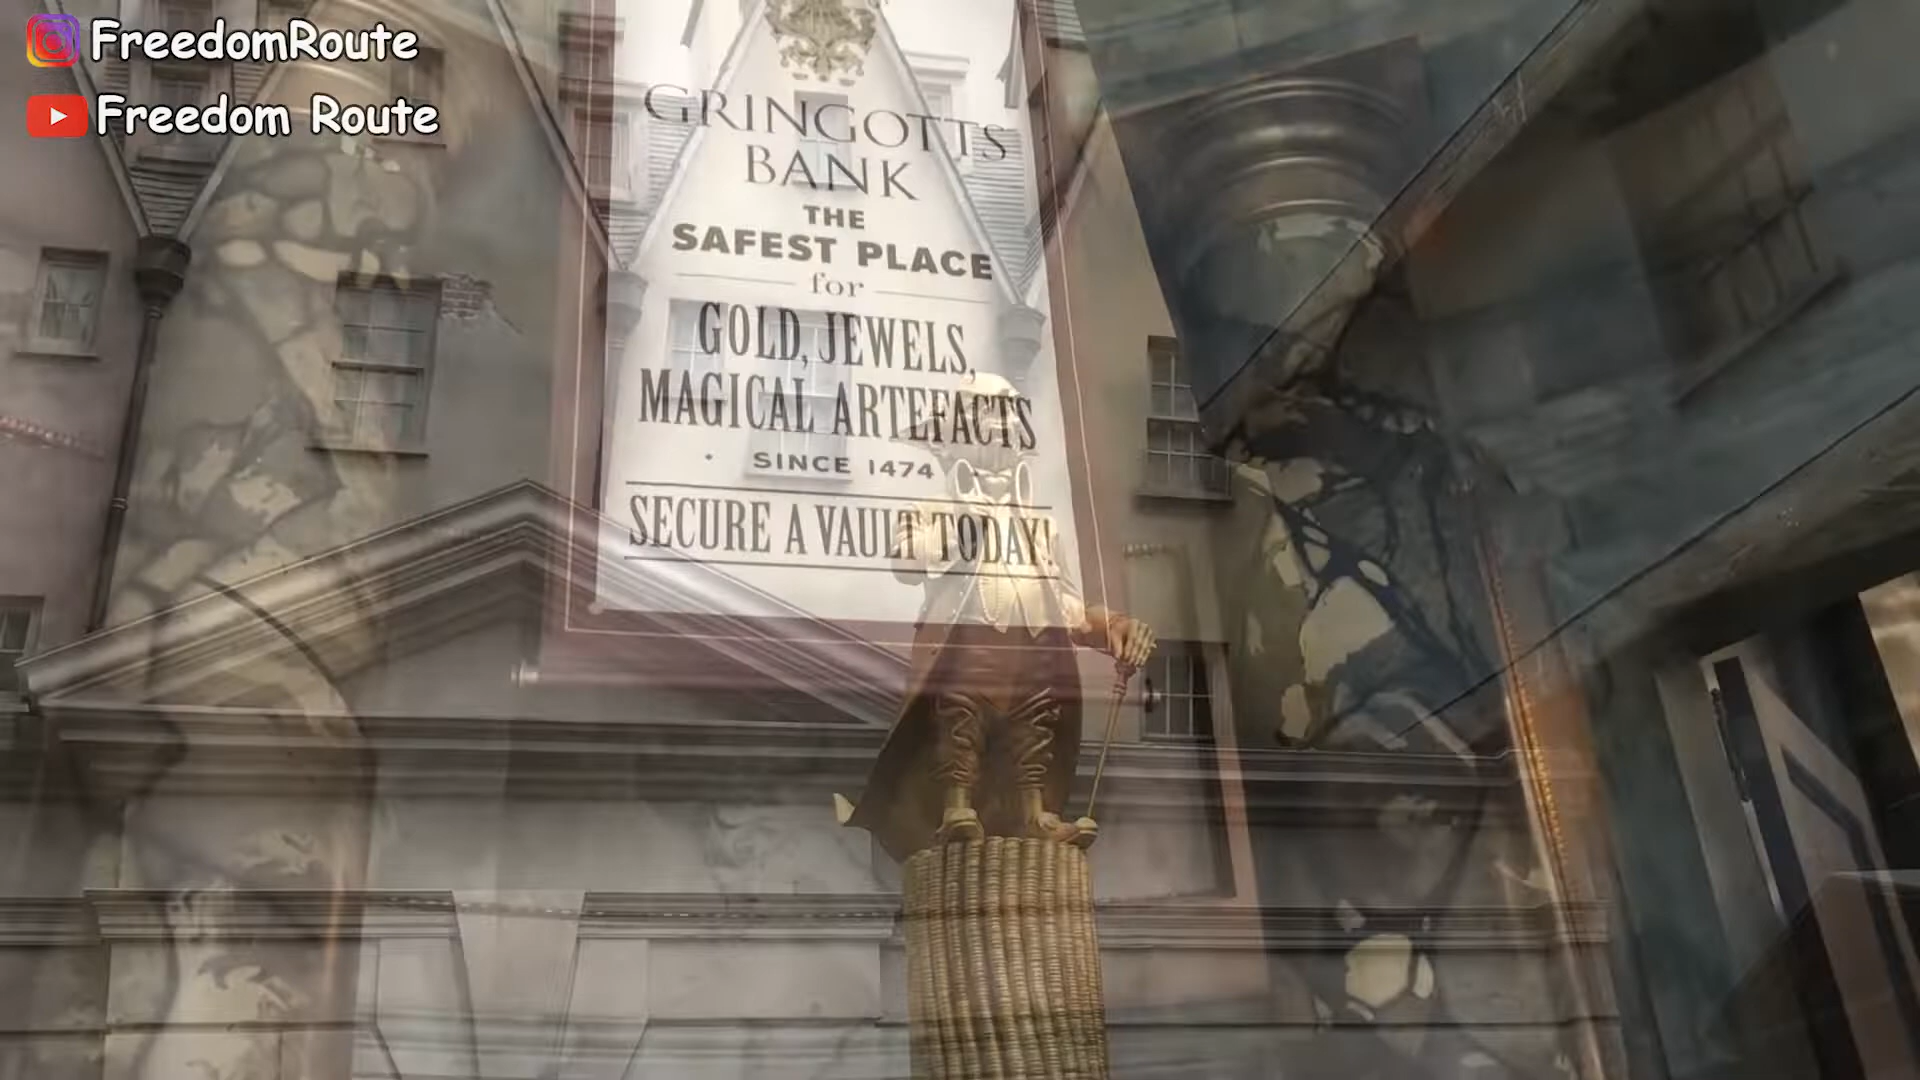 FreedomRoute
Freedom Route
GRINGOTTS
BANK
THE
SAFEST PLACE
for
GOLD, JEWELS,
MAGICAL ARTEFACTS
SINCE 1474
SECURE A VAULT TODAY!